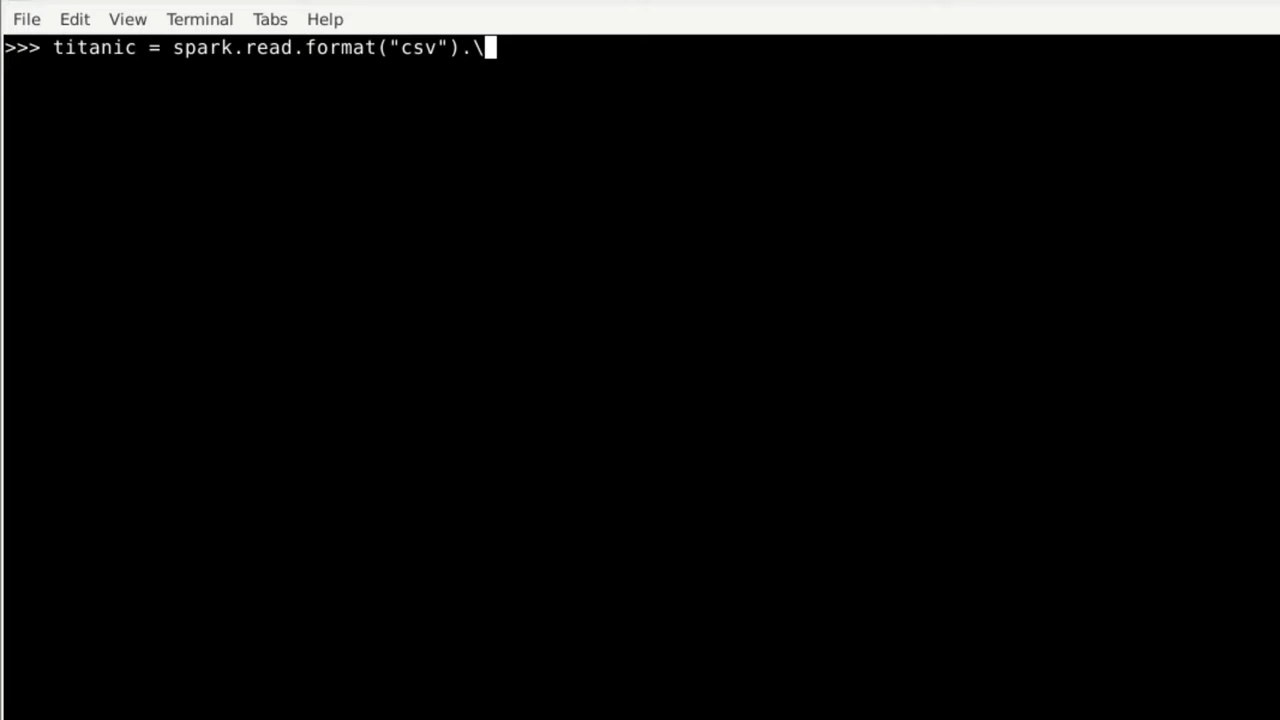 File Edit View Terminal Tabs Help
>>> titanic = spark.read.format("csv").\